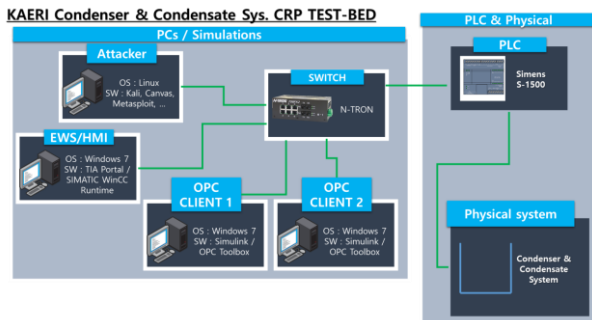 KAERI Condenser & Condensate Sys. CRP TEST-BED
PCs / Simulations
Attacker
OS : Linux
SW : Kali, Canvas,
Metasploit, ...
SWITCH
N-TRON
EWS/HMI
OS : Windows 7
SW : TIA Portal /
SIMATIC WinCC
Runtime
OPC
CLIENT 1
OS : Windows 7
SW : Simulink /
OPC Toolbox
OPC
CLIENT 2
OS : Windows 7
SW : Simulink /
OPC Toolbox
PLC & Physical
PLC
Simens
S-1500
Physical system
Condenser &
Condensate
System